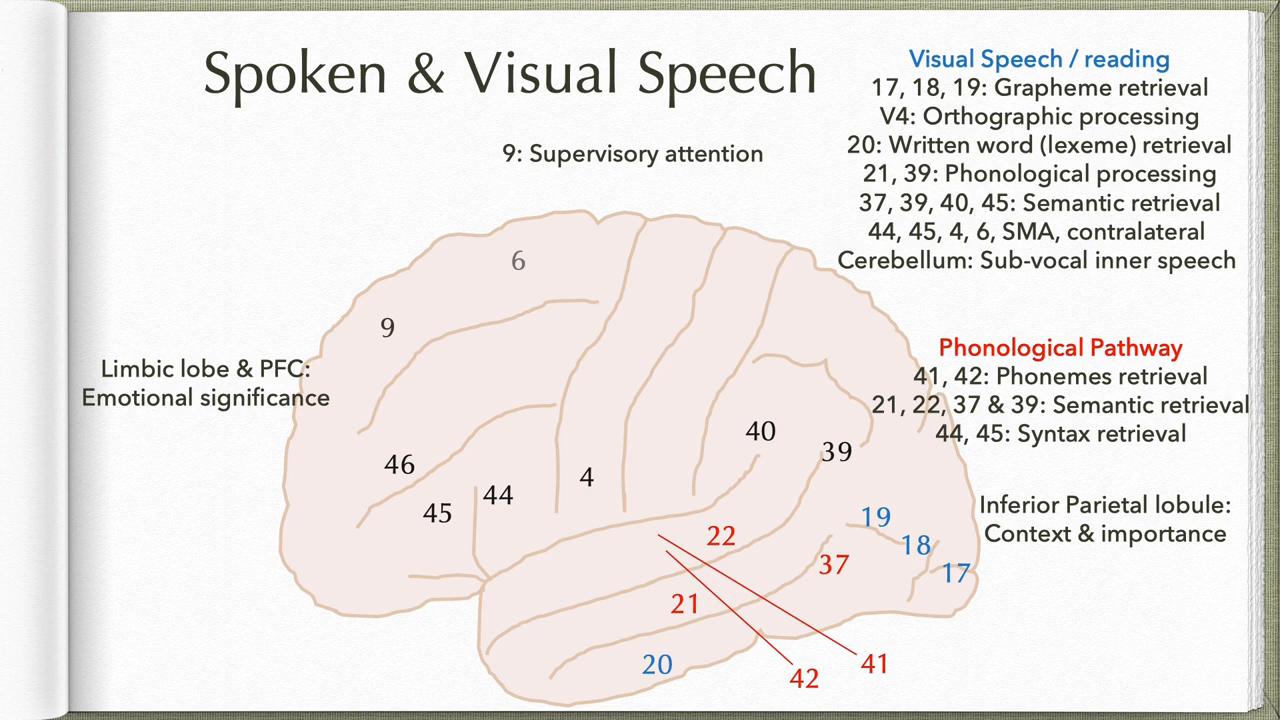 Spoken & Visual Speech
Visual Speech / reading
17, 18, 19: Grapheme retrieval
V4: Orthographic processing
20: Written word (lexeme) retrieval
21, 39: Phonological processing
37, 39, 40, 45: Semantic retrieval
44, 45, 4, 6, SMA, contralateral
Cerebellum: Sub-vocal inner speech
9: Supervisory attention
6
9
Limbic lobe & PFC:
Emotional significance
Phonological Pathway
41, 42: Phonemes retrieval
21, 22, 37 & 39: Semantic retrieval
44, 45: Syntax retrieval
40
39
46
4
44
45
Inferior Parietal lobule:
Context & importance
19
18
17
22
37
21
20
42
41